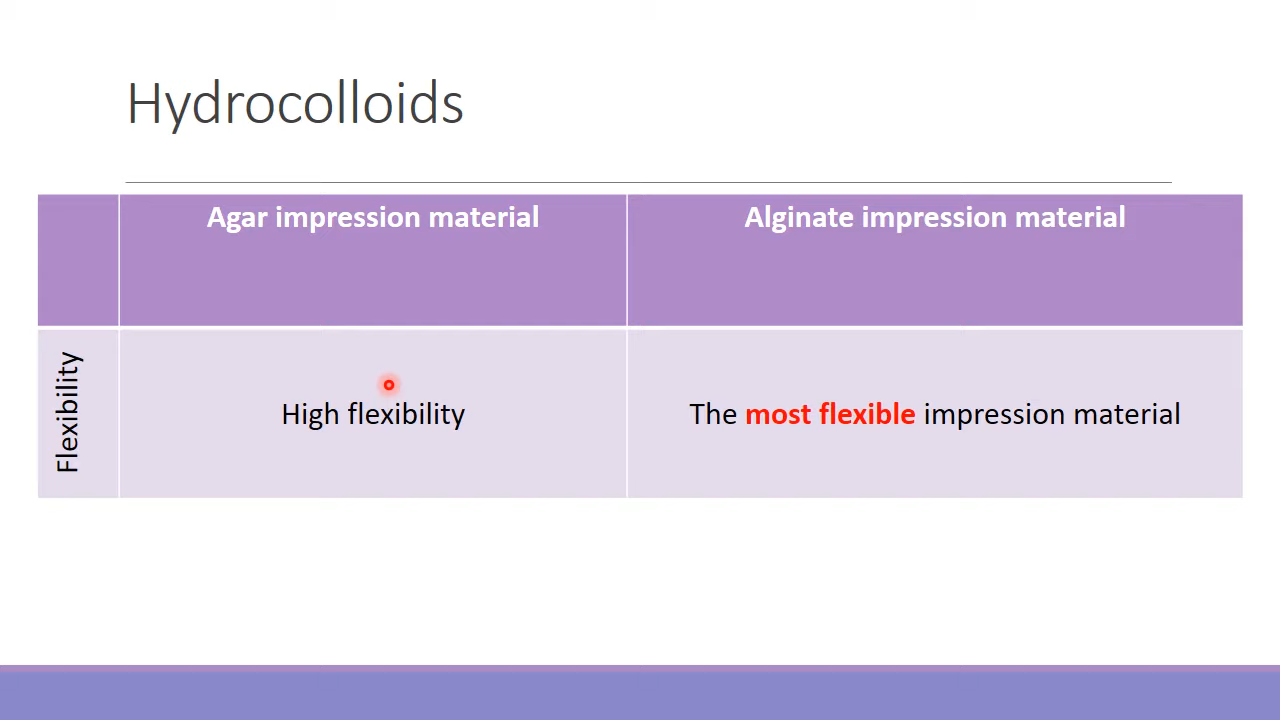 Hydrocolloids
Agar impression material
Alginate impression material
Flexibility
High flexibility
The most flexible impression material